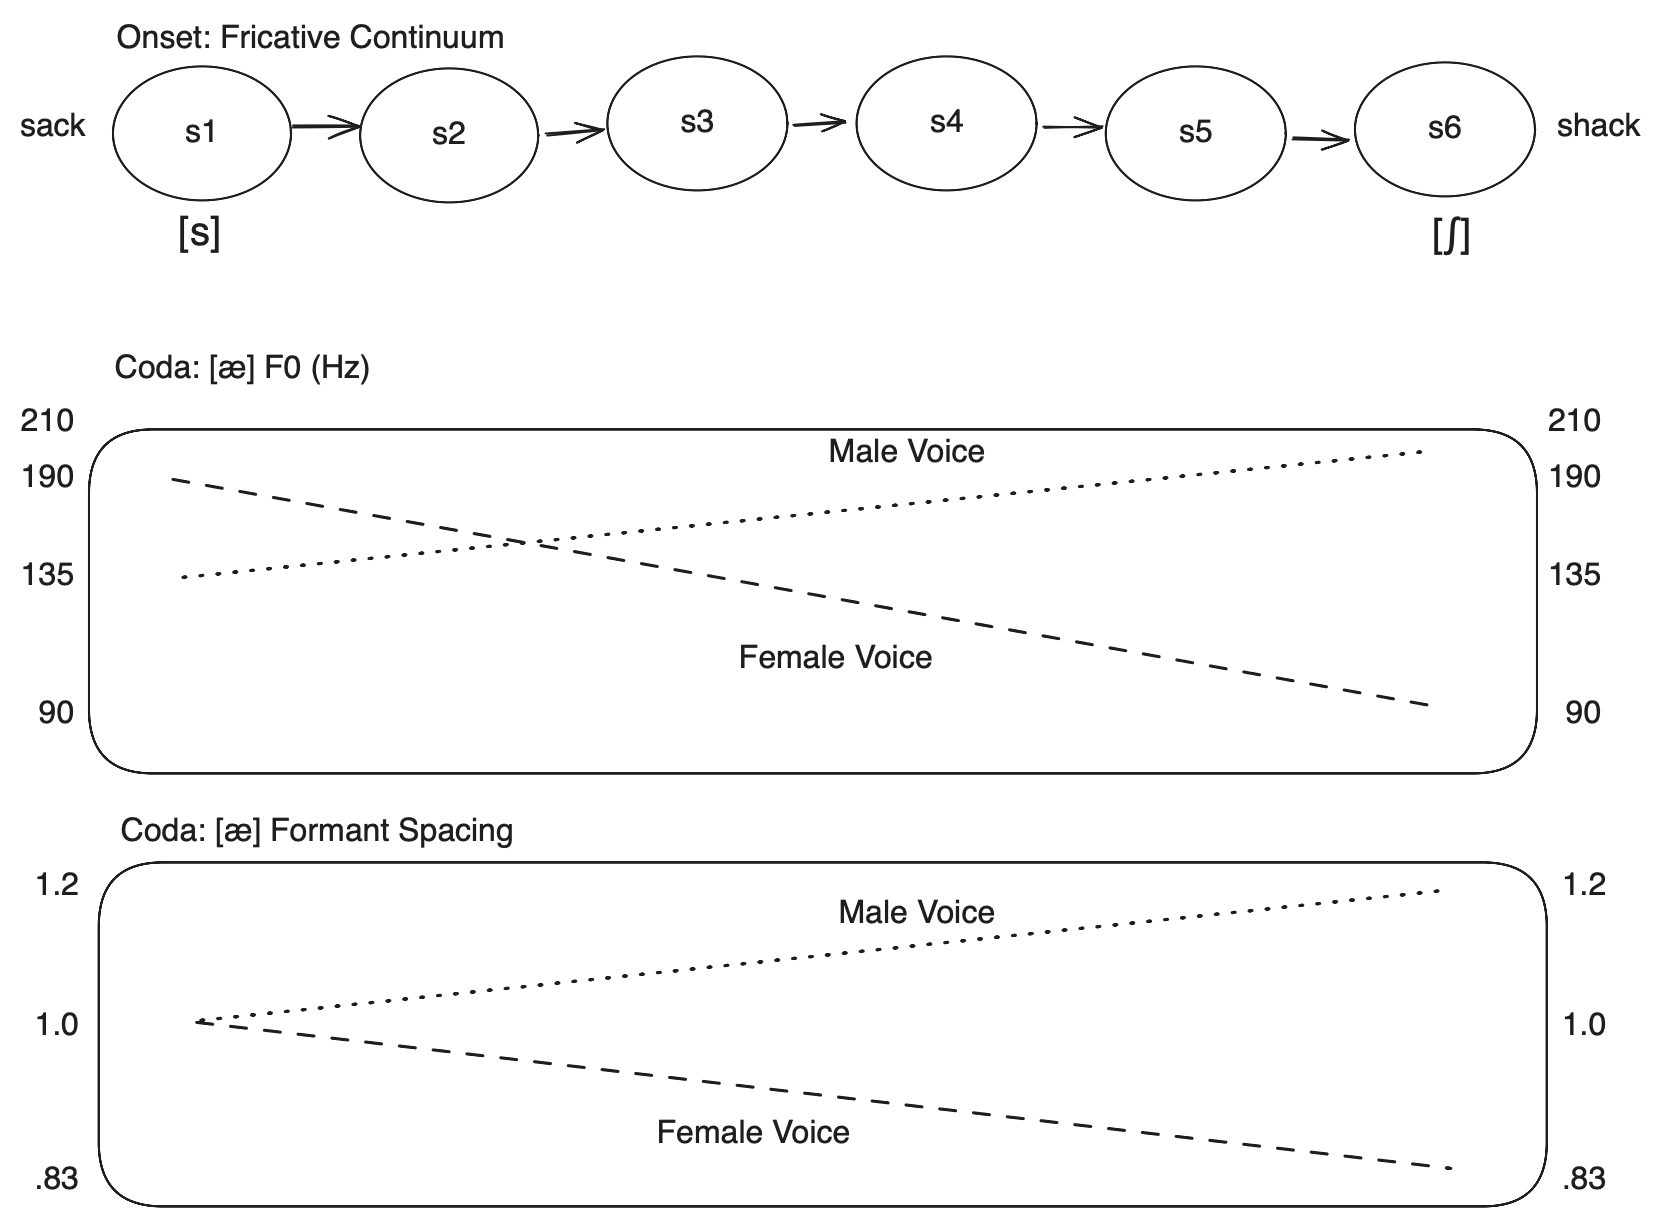 Onset: Fricative Continuum
sack s1 s2 s3 s4 s5 s6 shack
[s] [ʃ]
Coda: [æ] F0 (Hz)
210 210
Male Voice
190 190
135 135
Female Voice
90 90
Coda: [æ] Formant Spacing
1.2 1.2
Male Voice
1.0 1.0
Female Voice
.83 .83